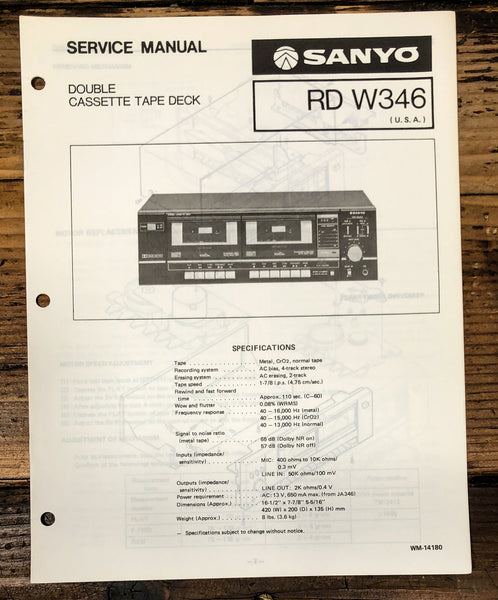 SERVICE MANUAL
SANYO
DOUBLE
CASSETTE TAPE DECK
RD W346
(U.S.A.)
SANYO
SPECIFICATIONS
Tape Metal, CrO2, normal tape
Recording system AC bias, 4-track stereo
Erasing system AC erasing, 2-track
Tape speed 1-7/8 i.p.s. (4.75 cm/sec.)
Rewind and fast forward
time Approx. 110 sec. (C-60)
Wow and flutter 0.08% (WRMS)
Frequency response 40 – 16,000 Hz (metal)
40 – 15,000 Hz (CrO2)
40 – 13,000 Hz (normal)
Signal to noise ratio
(metal tape) 65 dB (Dolby NR on)
57 dB (Dolby NR off)
Inputs (impedance/
sensitivity) MIC: 400 ohms to 10K ohms/
0.3 mV
LINE IN: 50K ohms/100 mV
Outputs (impedance/
sensitivity) LINE OUT: 2K ohms/0.4 V
Power requirement AC: 13 V, 650 mA max. (from JA346)
Dimensions (Approx.) 16-1/2" x 7-7/8" 5-5/16"
420 (W) x 200 (D) x 135 (H) mm
Weight (Approx.) 8 lbs. (3.6 kg)
– Specifications subject to change without notice.
WM-14180
MOTOR REPLACEMENT
MOTOR SPEED ADJUSTMENT
– 2 –